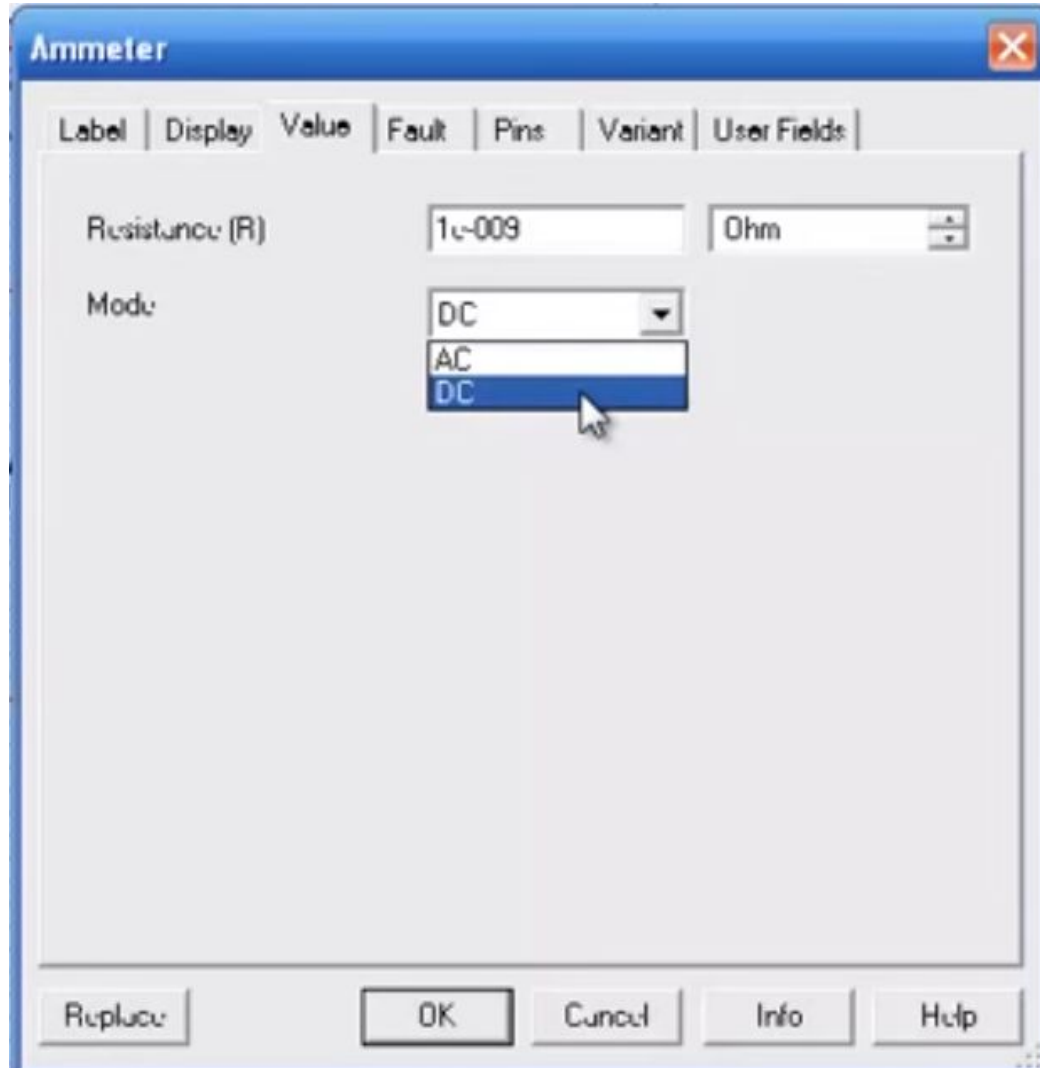 Ammeter
Label Display Value Fault Pins Variant User Fields
Resistance (R) 1e-009 Ohm
Mode DC
AC
DC
Replace OK Cancel Info Help